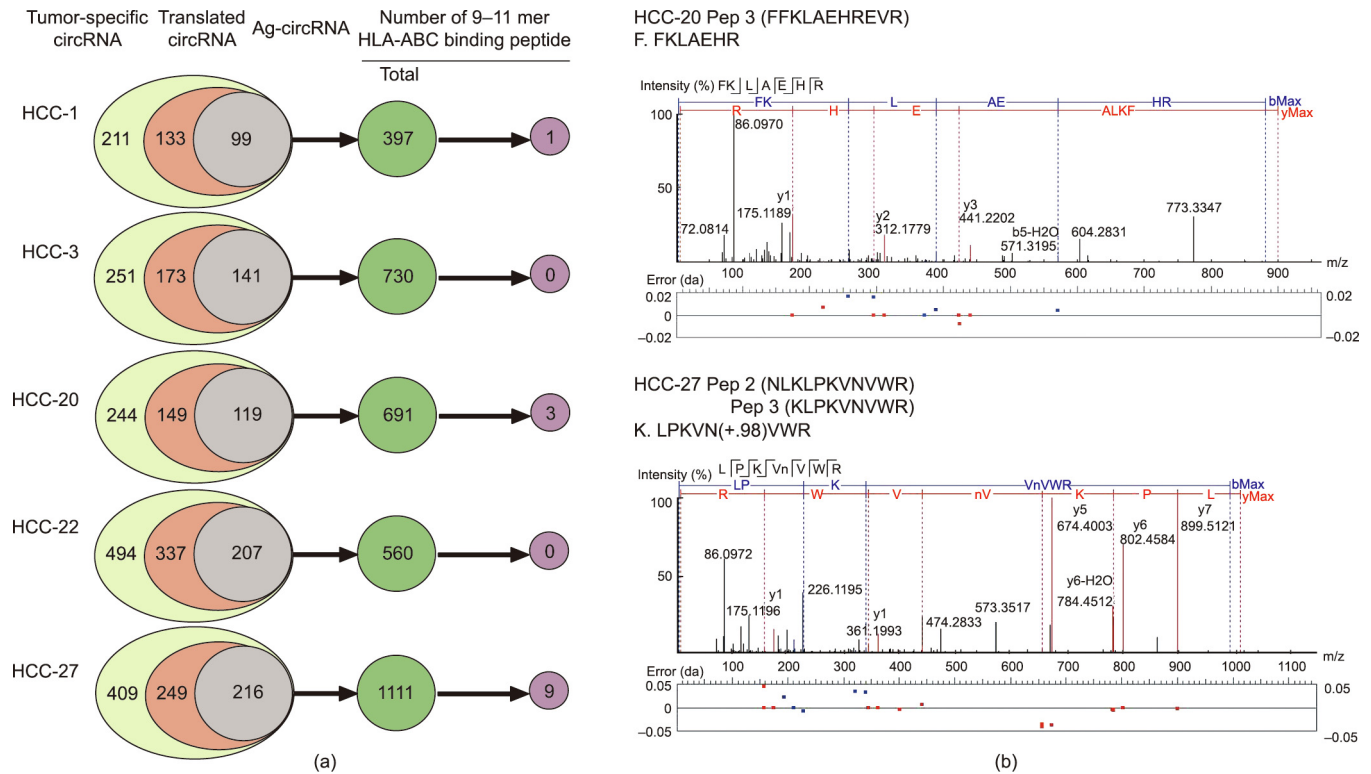 Tumor-specific
circRNA
Translated
circRNA
Ag-circRNA
Number of 9–11 mer
HLA-ABC binding peptide
Total
HCC-1
211 133 99 397 1
HCC-3
251 173 141 730 0
HCC-20
244 149 119 691 3
HCC-22
494 337 207 560 0
HCC-27
409 249 216 1111 9
(a)
HCC-20 Pep 3 (FFKLAEHREVR)
F. FKLAEHR
Intensity (%) FK L A E H R
FK L AE HR bMax
R H E ALKF yMax
100
86.0970
50
72.0814
175.1189
y1
y2
312.1779
y3
441.2202
b5-H2O
571.3195
604.2831
773.3347
100 200 300 400 500 600 700 800 900 m/z
Error (da)
0.02 0.02
0 0
–0.02 –0.02
HCC-27 Pep 2 (NLKLPKVNVWR)
Pep 3 (KLPKVNVWR)
K. LPKVN(+.98)VWR
Intensity (%) L P K Vn V W R
LP K VnVWR bMax
R W V nV K P L yMax
100
50
86.0972
175.1196
y1
226.1195
y1
361.1993
474.2833
573.3517
y5
674.4003
y6
802.4584
y6-H2O
784.4512
y7
899.5121
100 200 300 400 500 600 700 800 900 1000 1100
m/z
Error (da)
0.05 0.05
0 0
–0.05 –0.05
(b)